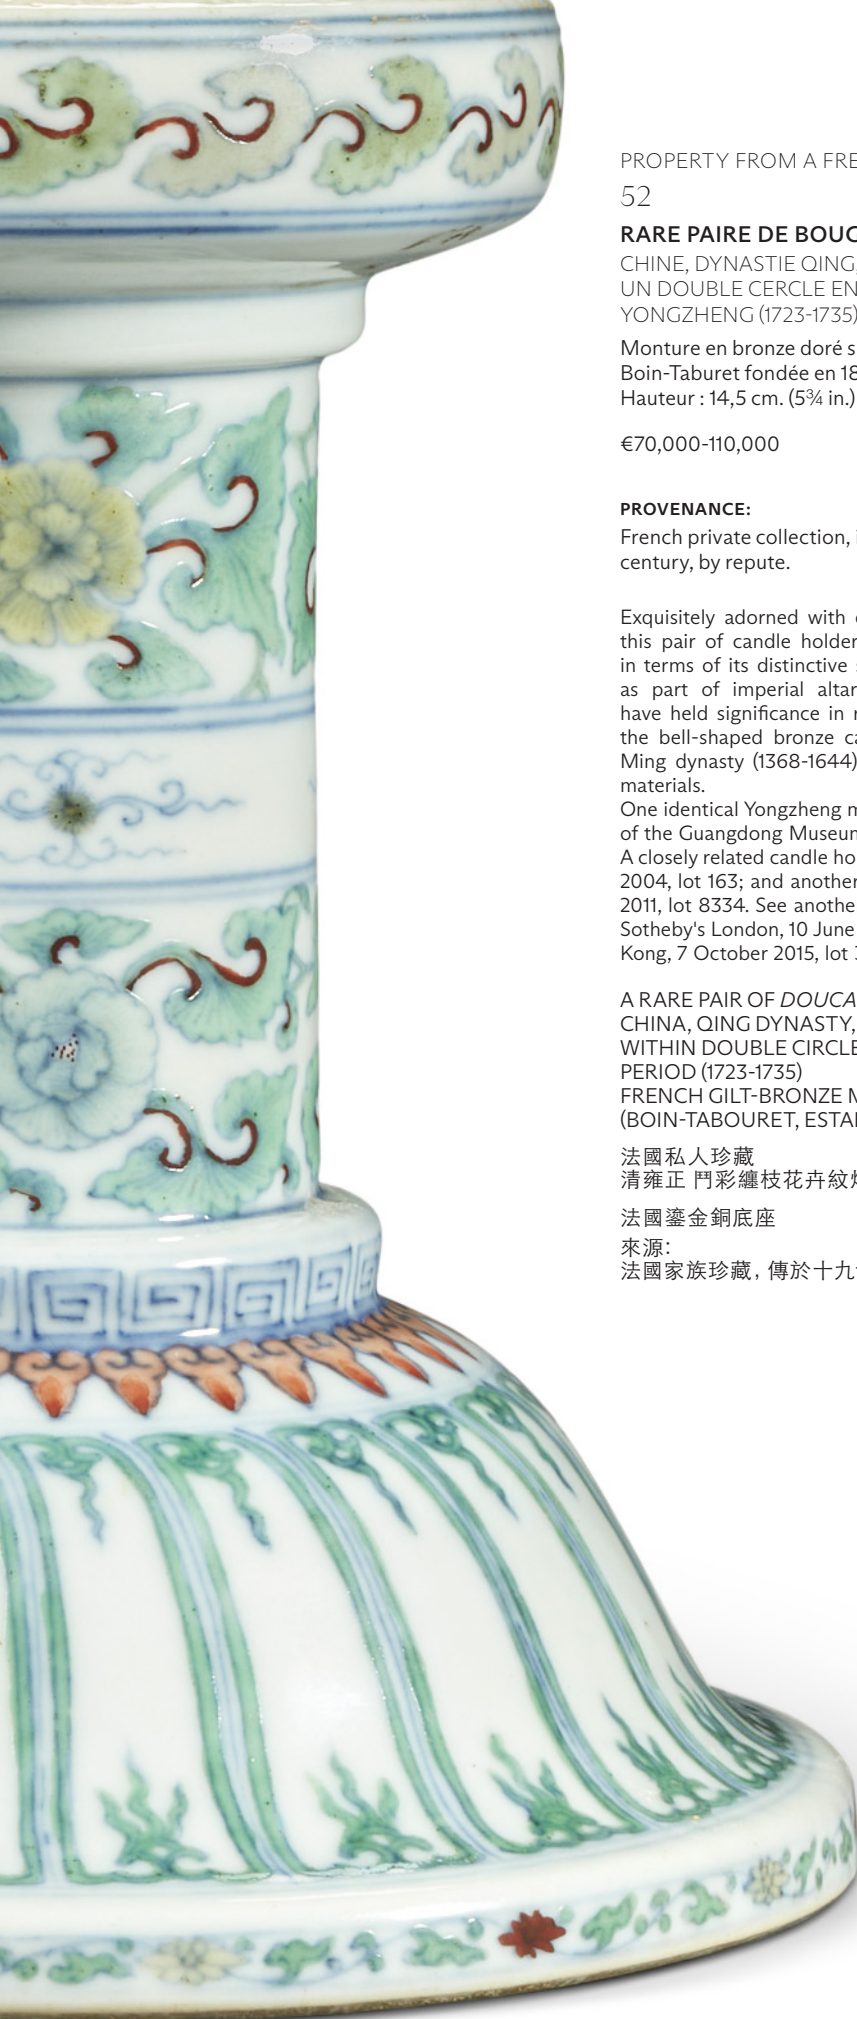 PROPERTY FROM A FRE
52
RARE PAIRE DE BOUC
CHINE, DYNASTIE QING,
UN DOUBLE CERCLE EN
YONGZHENG (1723-1735)
Monture en bronze doré s
Boin-Taburet fondée en 18
Hauteur : 14,5 cm. (5¾ in.)
€70,000-110,000
PROVENANCE:
French private collection, i
century, by repute.
Exquisitely adorned with
this pair of candle holder
in terms of its distinctive s
as part of imperial altar
have held significance in r
the bell-shaped bronze ca
Ming dynasty (1368-1644)
materials.
One identical Yongzheng m
of the Guangdong Museum
A closely related candle ho
2004, lot 163; and another
2011, lot 8334. See anothe
Sotheby's London, 10 June
Kong, 7 October 2015, lot 3
A RARE PAIR OF DOUCA
CHINA, QING DYNASTY,
WITHIN DOUBLE CIRCLE
PERIOD (1723-1735)
FRENCH GILT-BRONZE M
(BOIN-TABOURET, ESTAB
法國私人珍藏
清雍正 鬥彩纏枝花卉紋
法國鎏金銅底座
來源:
法國家族珍藏, 傳於十九